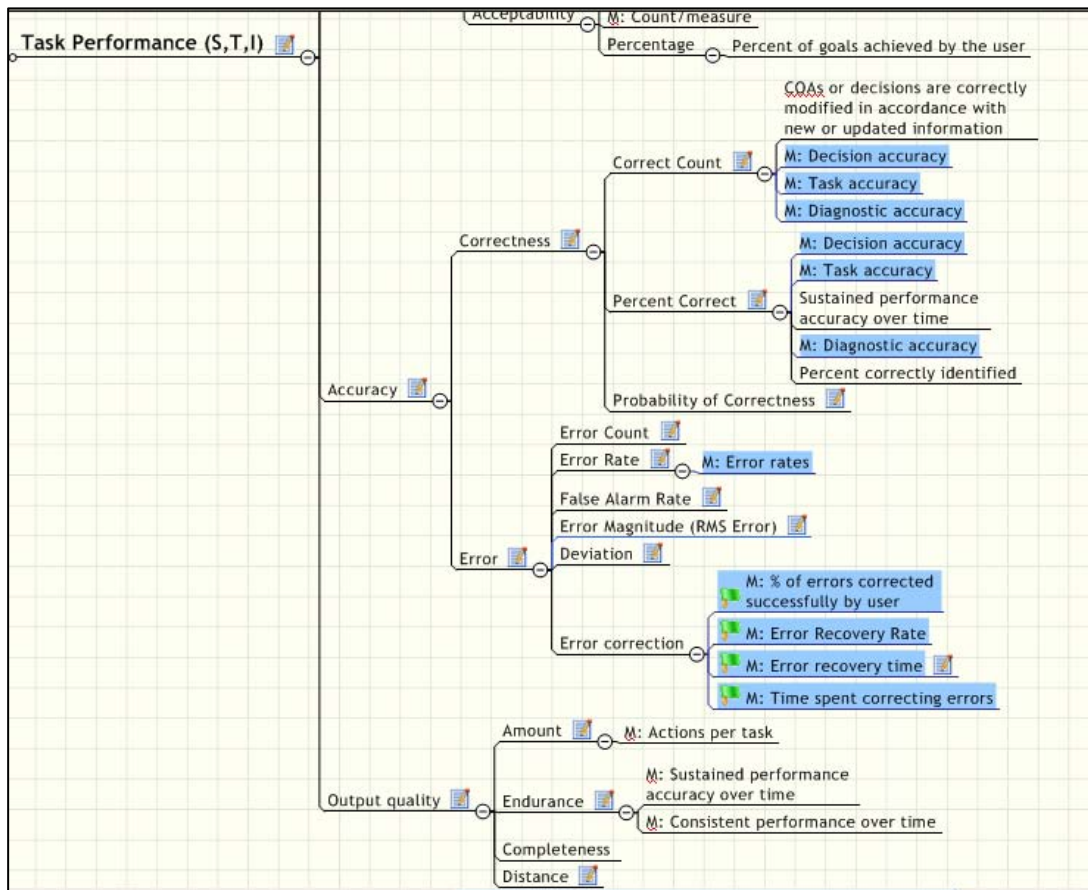 Acceptability
M: Count/measure
Task Performance (S,T,I)
Percentage
Percent of goals achieved by the user
COAs or decisions are correctly
modified in accordance with
new or updated information
Correct Count
M: Decision accuracy
M: Task accuracy
M: Diagnostic accuracy
Correctness
M: Decision accuracy
M: Task accuracy
Percent Correct
Sustained performance
accuracy over time
M: Diagnostic accuracy
Percent correctly identified
Accuracy
Probability of Correctness
Error Count
Error Rate
M: Error rates
False Alarm Rate
Error Magnitude (RMS Error)
Error
Deviation
M: % of errors corrected
successfully by user
M: Error Recovery Rate
Error correction
M: Error recovery time
M: Time spent correcting errors
Amount
M: Actions per task
Output quality
Endurance
M: Sustained performance
accuracy over time
M: Consistent performance over time
Completeness
Distance